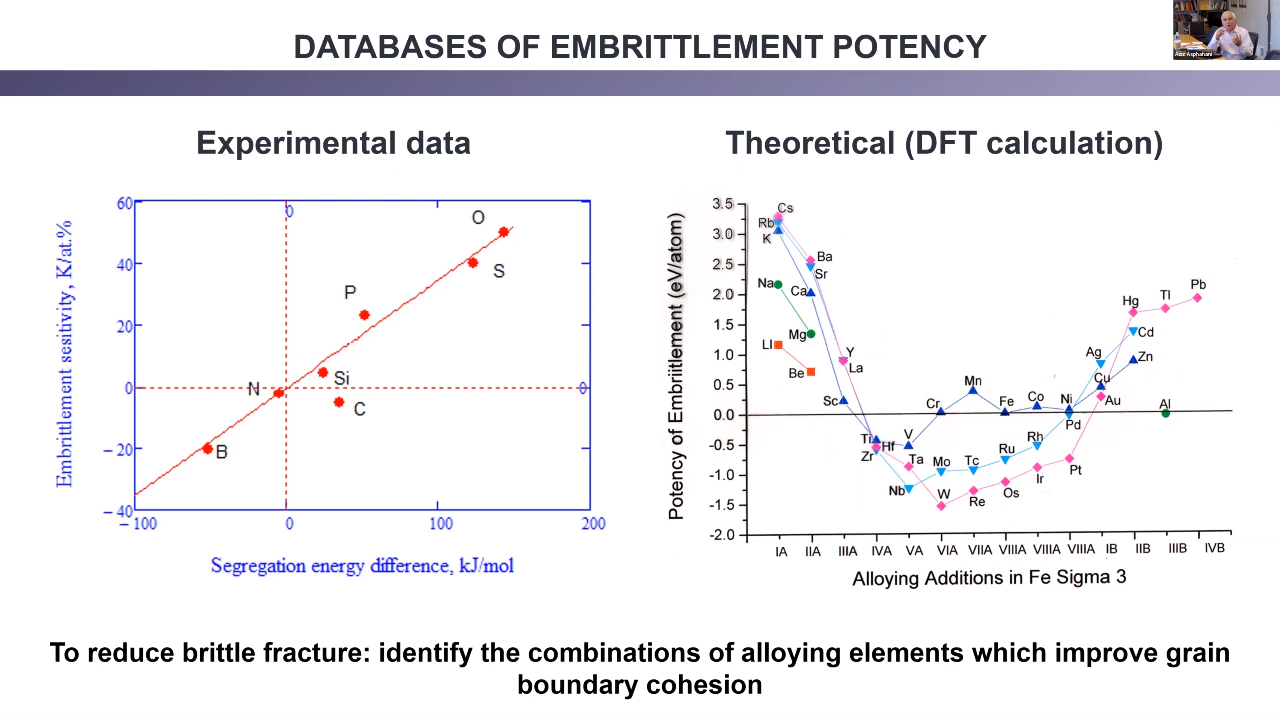 DATABASES OF EMBRITTLEMENT POTENCY
Aziz Asphahani
Experimental data
Theoretical (DFT calculation)
Embrittlement sesitivity, K/at.%
60
40
20
0
−20
−40
−100
0
100
200
0
0
O
S
P
Si
C
N
B
Segregation energy difference, kJ/mol
Potency of Embriittlement (eV/atom)
3.5
3.0
2.5
2.0
1.5
1.0
0.5
0.0
-0.5
-1.0
-1.5
-2.0
Cs
Rb
K
Na
LI
Ba
Sr
Ca
Mg
Be
Y
La
Sc
Ti
Zr
Hf
V
Ta
Nb
Cr
Mo
W
Mn
Tc
Re
Fe
Ru
Os
Co
Rh
Ir
Ni
Pd
Pt
Ag
Cu
Au
Hg
Cd
Zn
Tl
Al
Pb
IA IIA IIIA IVA VA VIA VIIA VIIIA VIIIA VIIIA IB IIB IIIB IVB
Alloying Additions in Fe Sigma 3
To reduce brittle fracture: identify the combinations of alloying elements which improve grain
boundary cohesion